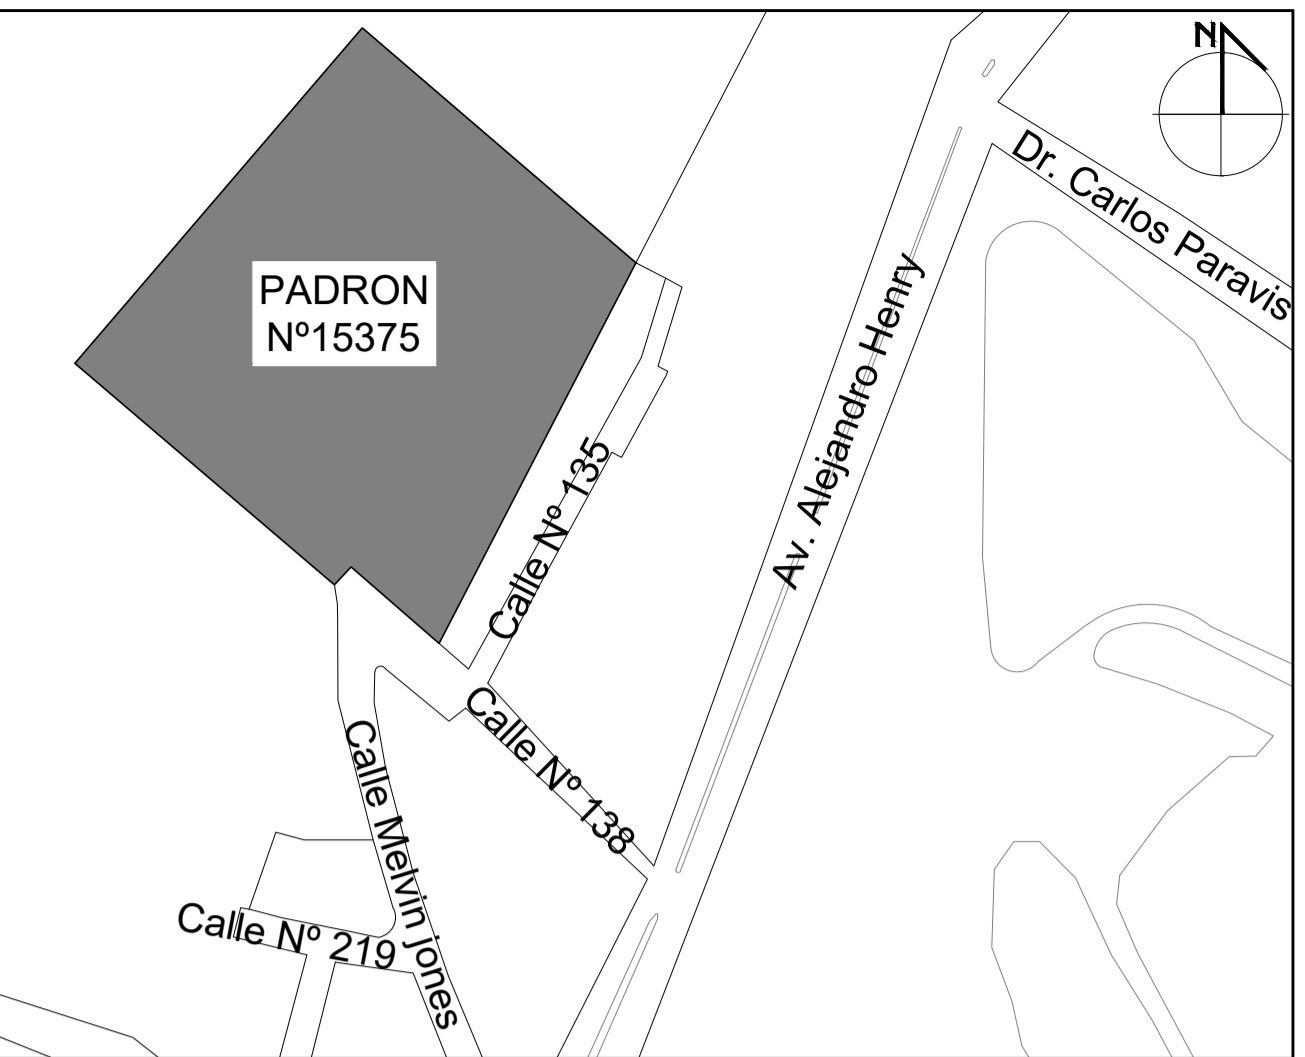 N
Dr. Carlos Paravis
PADRON
Nº15375
Av. Alejandro Henry
Calle Nº 135
Calle Nº 138
Calle Melvin jones
Calle Nº 219